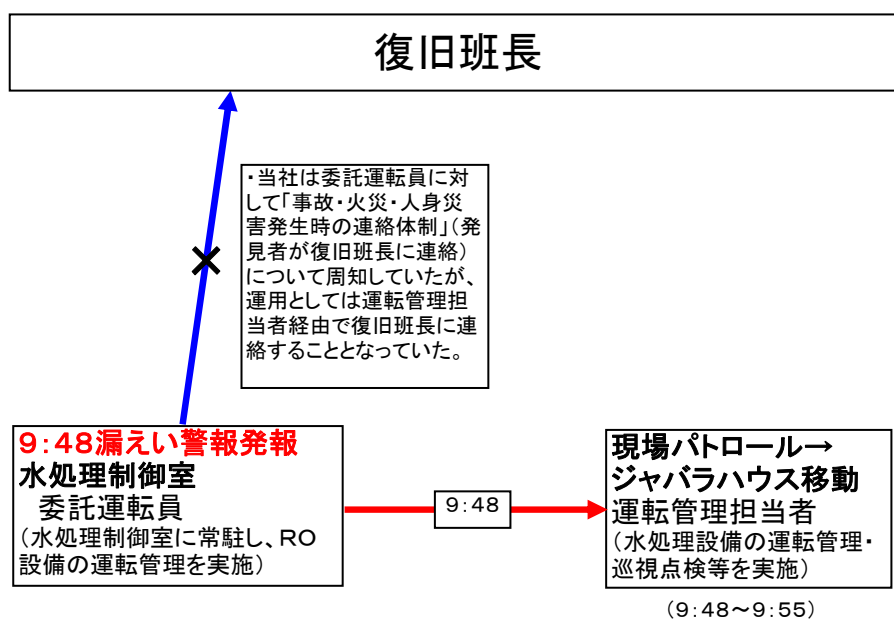 復旧班長
・当社は委託運転員に対
して「事故・火災・人身災
害発生時の連絡体制」(発
見者が復旧班長に連絡)
について周知していたが、
運用としては運転管理担
当者経由で復旧班長に連
絡することとなっていた。
9:48漏えい警報発報
水処理制御室
委託運転員
(水処理制御室に常駐し、RO
設備の運転管理を実施)
9:48
現場パトロール→
ジャバラハウス移動
運転管理担当者
(水処理設備の運転管理・
巡視点検等を実施)
(9:48~9:55)